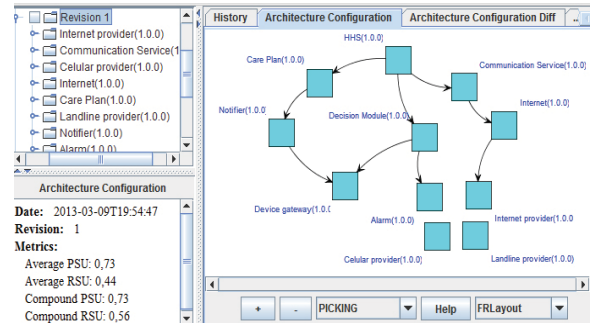 Revision 1
Internet provider(1.0.0)
Communication Service(1
Celular provider(1.0.0)
Internet(1.0.0)
Care Plan(1.0.0)
Landline provider(1.0.0)
Notifier(1.0.0)
Alarm(1.0.0)
Architecture Configuration
Date: 2013-03-09T19:54:47
Revision: 1
Metrics:
Average PSU: 0,73
Average RSU: 0,44
Compound PSU: 0,73
Compound RSU: 0,56
History Architecture Configuration Architecture Configuration Diff ..
HHS(1.0.0)
Care Plan(1.0.0)
Communication Service(1.0.0)
Notifier(1.0.0)
Decision Module(1.0.0)
Internet(1.0.0)
Device gateway(1.0.(
Alarm(1.0.0)
Internet provider(1.0.0
Celular provider(1.0.0)
Landline provider(1.0.0)
+ - PICKING Help FRLayout